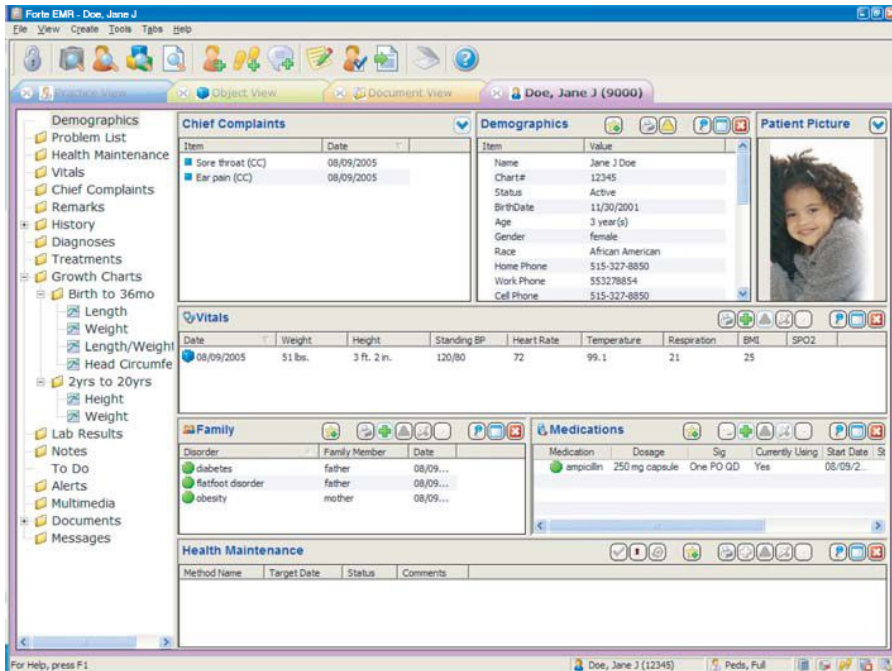 Forte EMR - Doe, Jane J
File View Create Tools Tabs Help
Practice View Object View Document View Doe, Jane J (9000)
Demographics
Problem List
Health Maintenance
Vitals
Chief Complaints
Remarks
History
Diagnoses
Treatments
Growth Charts
Birth to 36mo
Length
Weight
Length/Weight
Head Circumfe
2yrs to 20yrs
Height
Weight
Lab Results
Notes
To Do
Alerts
Multimedia
Documents
Messages
Chief Complaints
Item Date
Sore throat (CC) 08/09/2005
Ear pain (CC) 08/09/2005
Demographics
Item Value
Name Jane J Doe
Chart# 12345
Status Active
BirthDate 11/30/2001
Age 3 year(s)
Gender female
Race African American
Home Phone 515-327-8850
Work Phone 553278854
Cell Phone 515-327-8850
Patient Picture
Vitals
Date Weight Height Standing BP Heart Rate Temperature Respiration BMI SPO2
08/09/2005 51 lbs. 3 ft. 2 in. 120/80 72 99.1 21 25
Family
Disorder Family Member Date
diabetes father 08/09...
flatfoot disorder father 08/09...
obesity mother 08/09...
Medications
Medication Dosage Sig Currently Using Start Date St
ampicillin 250 mg capsule One PO QD Yes 08/09/2...
Health Maintenance
Method Name Target Date Status Comments
For Help, press F1 Doe, Jane J (12345) Peds, Full